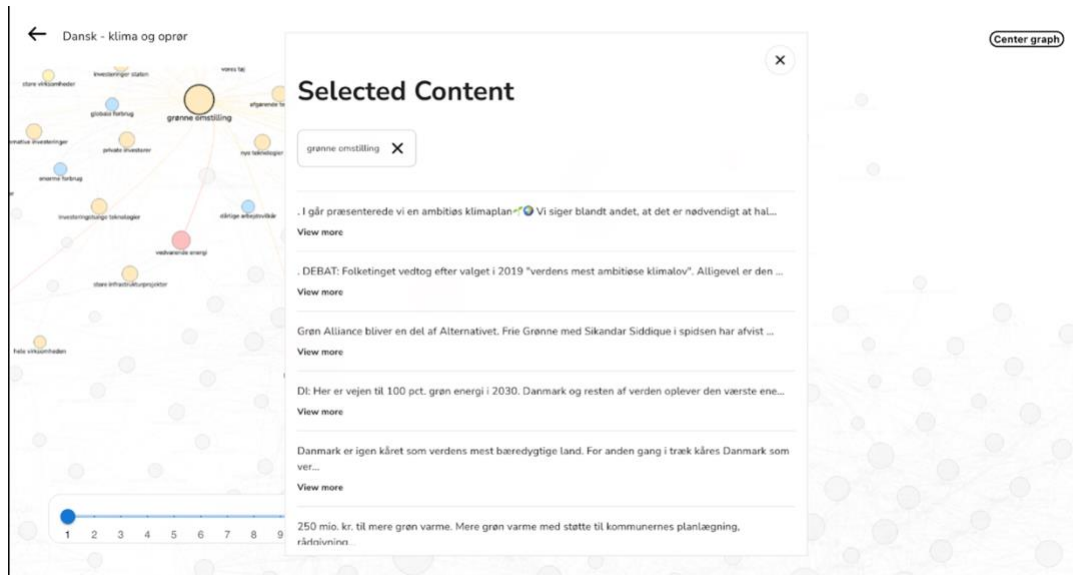 Dansk - klima og oprør
Center graph
store virksomheder
investeringer staten
vores tøj
globale forbrug
grønne omstilling
private investorer
nye teknologier
enorme forbrug
investeringstunge teknologier
dårlige arbejdsvilkår
vedvarende energi
store infrastrukturprojekter
hele virksomheden
1 2 3 4 5 6 7 8 9
Selected Content
grønne omstilling
. I går præsenterede vi en ambitiøs klimaplan🌱🌍 Vi siger blandt andet, at det er nødvendigt at hal...
View more
. DEBAT: Folketinget vedtog efter valget i 2019 "verdens mest ambitiøse klimalov". Alligevel er den ...
View more
Grøn Alliance bliver en del af Alternativet. Frie Grønne med Sikandar Siddique i spidsen har afvist ...
View more
DI: Her er vejen til 100 pct. grøn energi i 2030. Danmark og resten af verden oplever den værste ene...
View more
Danmark er igen kåret som verdens mest bæredygtige land. For anden gang i træk kåres Danmark som
ver...
View more
250 mio. kr. til mere grøn varme. Mere grøn varme med støtte til kommunernes planlægning,
rådgivning...